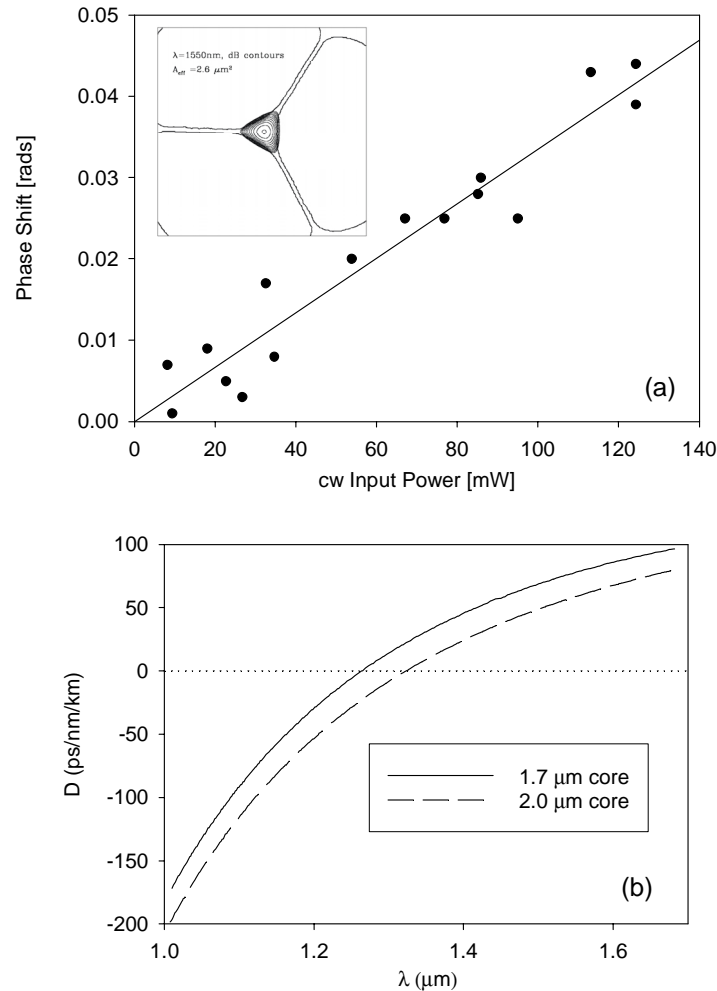 0.05
0.04
0.03
0.02
0.01
0.00
Phase Shift [rads]
λ=1550nm, dB contours
A_eff =2.6 μm²
(a)
0 20 40 60 80 100 120 140
cw Input Power [mW]
100
50
0
-50
-100
-150
-200
D (ps/nm/km)
1.7 μm core
2.0 μm core
(b)
1.0 1.2 1.4 1.6
λ (μm)